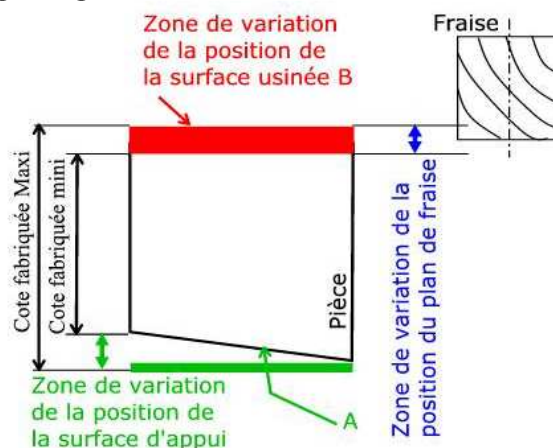 Zone de variation
de la position de
la surface usinée B
Fraise
Cote fabriquée Maxi
Cote fabriquée mini
Pièce
Zone de variation de la
position du plan de fraise
Zone de variation
de la position de
la surface d'appui
A